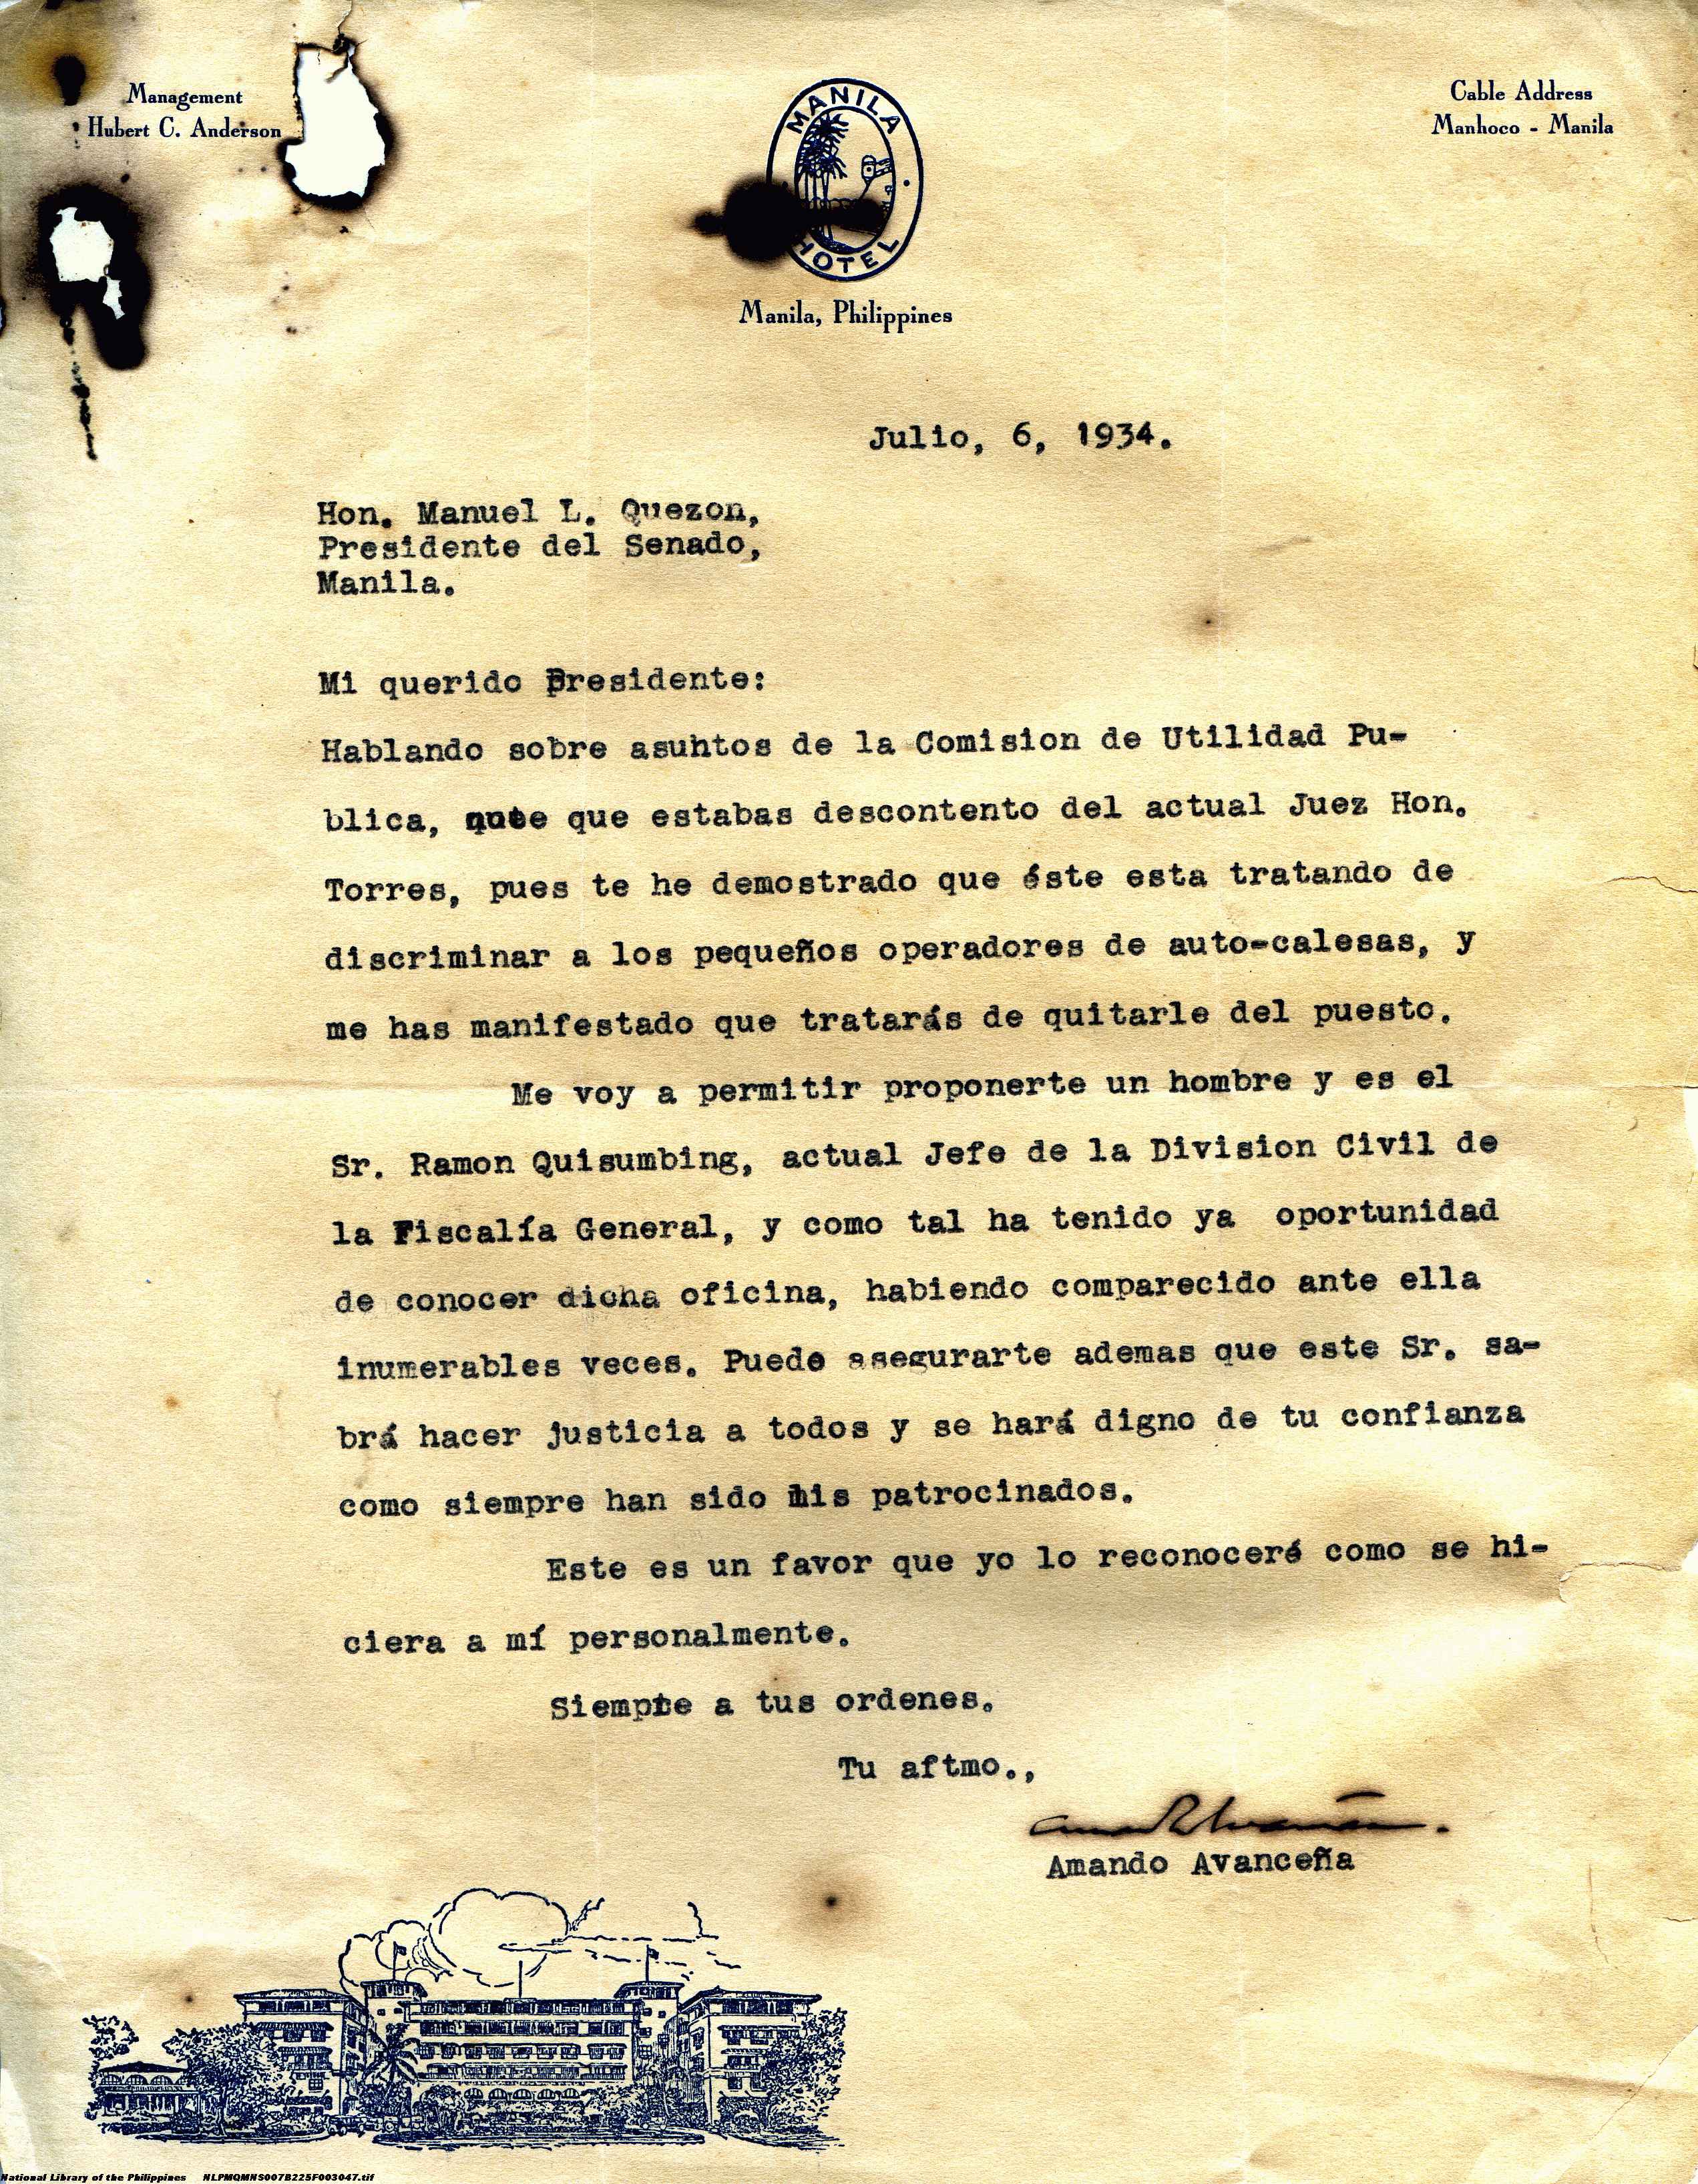 Management
Hubert C. Anderson
MANILA
HOTEL
Manila, Philippines
Cable Address
Manhoco - Manila
Julio, 6, 1934.
Hon. Manuel L. Quezon,
Presidente del Senado,
Manila.
Mi querido Presidente:
Hablando sobre asuntos de la Comision de Utilidad Pu-
blica, que estabas descontento del actual Juez Hon.
Torres, pues te he demostrado que éste esta tratando de
discriminar a los pequeños operadores de auto-calesas, y
me has manifestado que tratarás de quitarle del puesto.
Me voy a permitir proponerte un hombre y es el
Sr. Ramon Quisumbing, actual Jefe de la Division Civil de
la Fiscalía General, y como tal ha tenido ya oportunidad
de conocer dicha oficina, habiendo comparecido ante ella
inumerables veces. Puedo asegurarte ademas que este Sr. sa-
brá hacer justicia a todos y se hará digno de tu confianza
como siempre han sido mis patrocinados.
Este es un favor que yo lo reconoceré como se hi-
ciera a mí personalmente.
Siempre a tus ordenes.
Tu aftmo.,
Amando Avanceña
National Library of the Philippines NLPMQMNS007B225F003047.tif